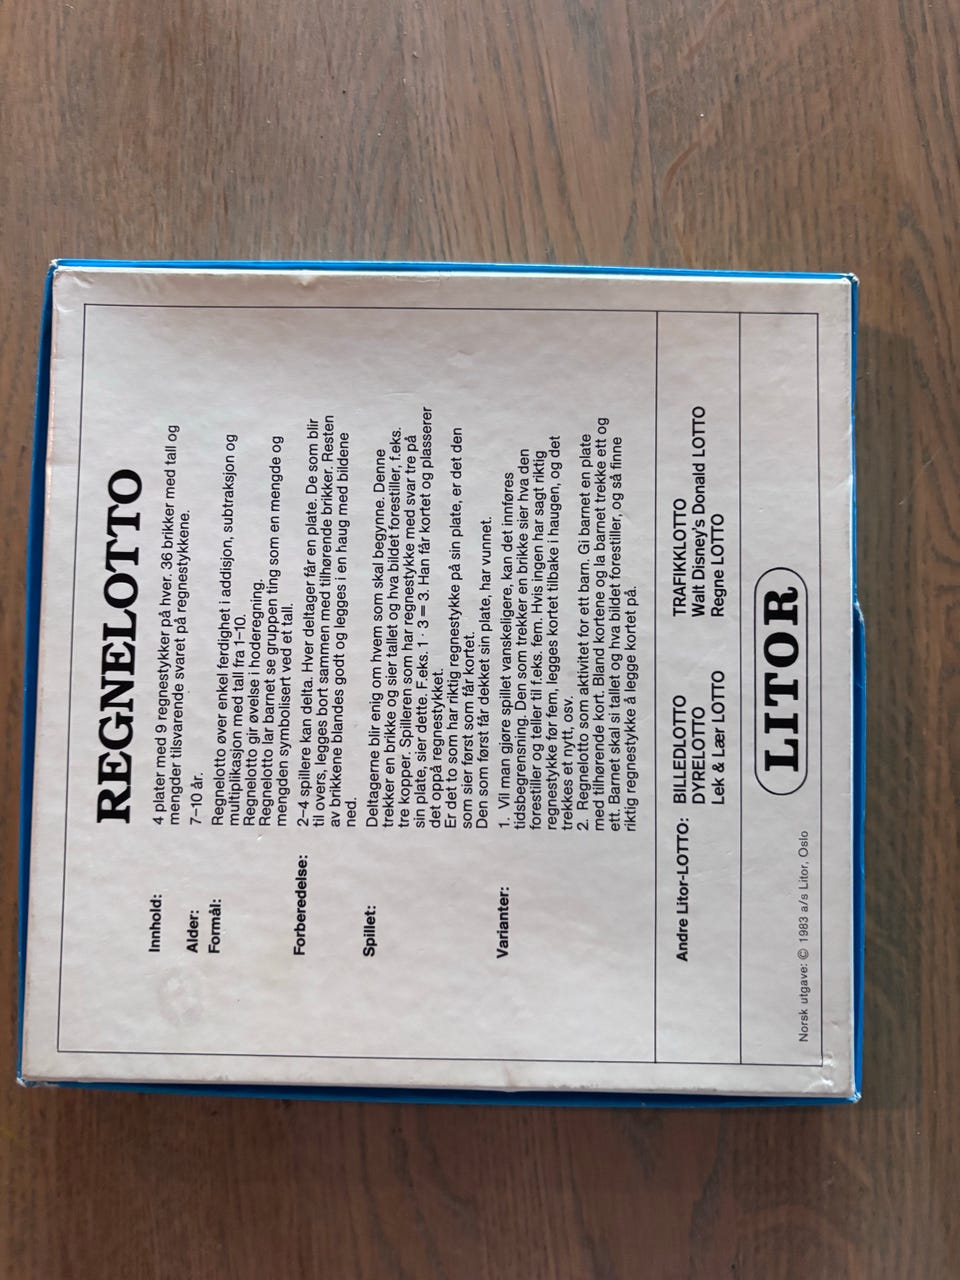 REGNELOTTO
Innhold: 4 plater med 9 regnestykker på hver. 36 brikker med tall og
mengder tilsvarende svaret på regnestykkene.
Alder: 7–10 år.
Formål: Regnelotto over enkel ferdighet i addisjon, subtraksjon og
multiplikasjon med tall fra 1–10.
Regnelotto gir øvelse i hoderegning.
Regnelotto lar barnet se gruppen ting som en mengde og
mengden symbolisert ved et tall.
Forberedelse: 2–4 spillere kan delta. Hver deltager får en plate. De som blir
til overs, legges bort sammen med tilhørende brikker. Resten
av brikkene blandes godt og legges i en haug med bildene
ned.
Spillet: Deltagerne blir enig om hvem som skal begynne. Denne
trekker en brikke og sier tallet og hva bildet forestiller, f.eks.
tre kopper. Spilleren som har regnestykke med svar tre på
sin plate, sier dette. F.eks. 1 · 3 = 3. Han får kortet og plasserer
det oppå regnestykket.
Er det to som har riktig regnestykke på sin plate, er det den
som sier først som får kortet.
Den som først får dekket sin plate, har vunnet.
Varianter: 1. Vil man gjøre spillet vanskeligere, kan det innføres
tidsbegrensning. Den som trekker en brikke sier hva den
forestiller og teller til f.eks. fem. Hvis ingen har sagt riktig
regnestykke før fem, legges kortet tilbake i haugen, og det
trekkes et nytt, osv.
2. Regnelotto som aktivitet for ett barn. Gi barnet en plate
med tilhørende kort. Bland kortene og la barnet trekke ett og
ett. Barnet skal si tallet og hva bildet forestiller, og så finne
riktig regnestykke å legge kortet på.
Andre Litor-LOTTO: BILLEDLOTTO TRAFIKKLOTTO
DYRELOTTO Walt Disney's Donald LOTTO
Lek & Lær LOTTO Regne LOTTO
LITOR
Norsk utgave: © 1983 a/s Litor, Oslo